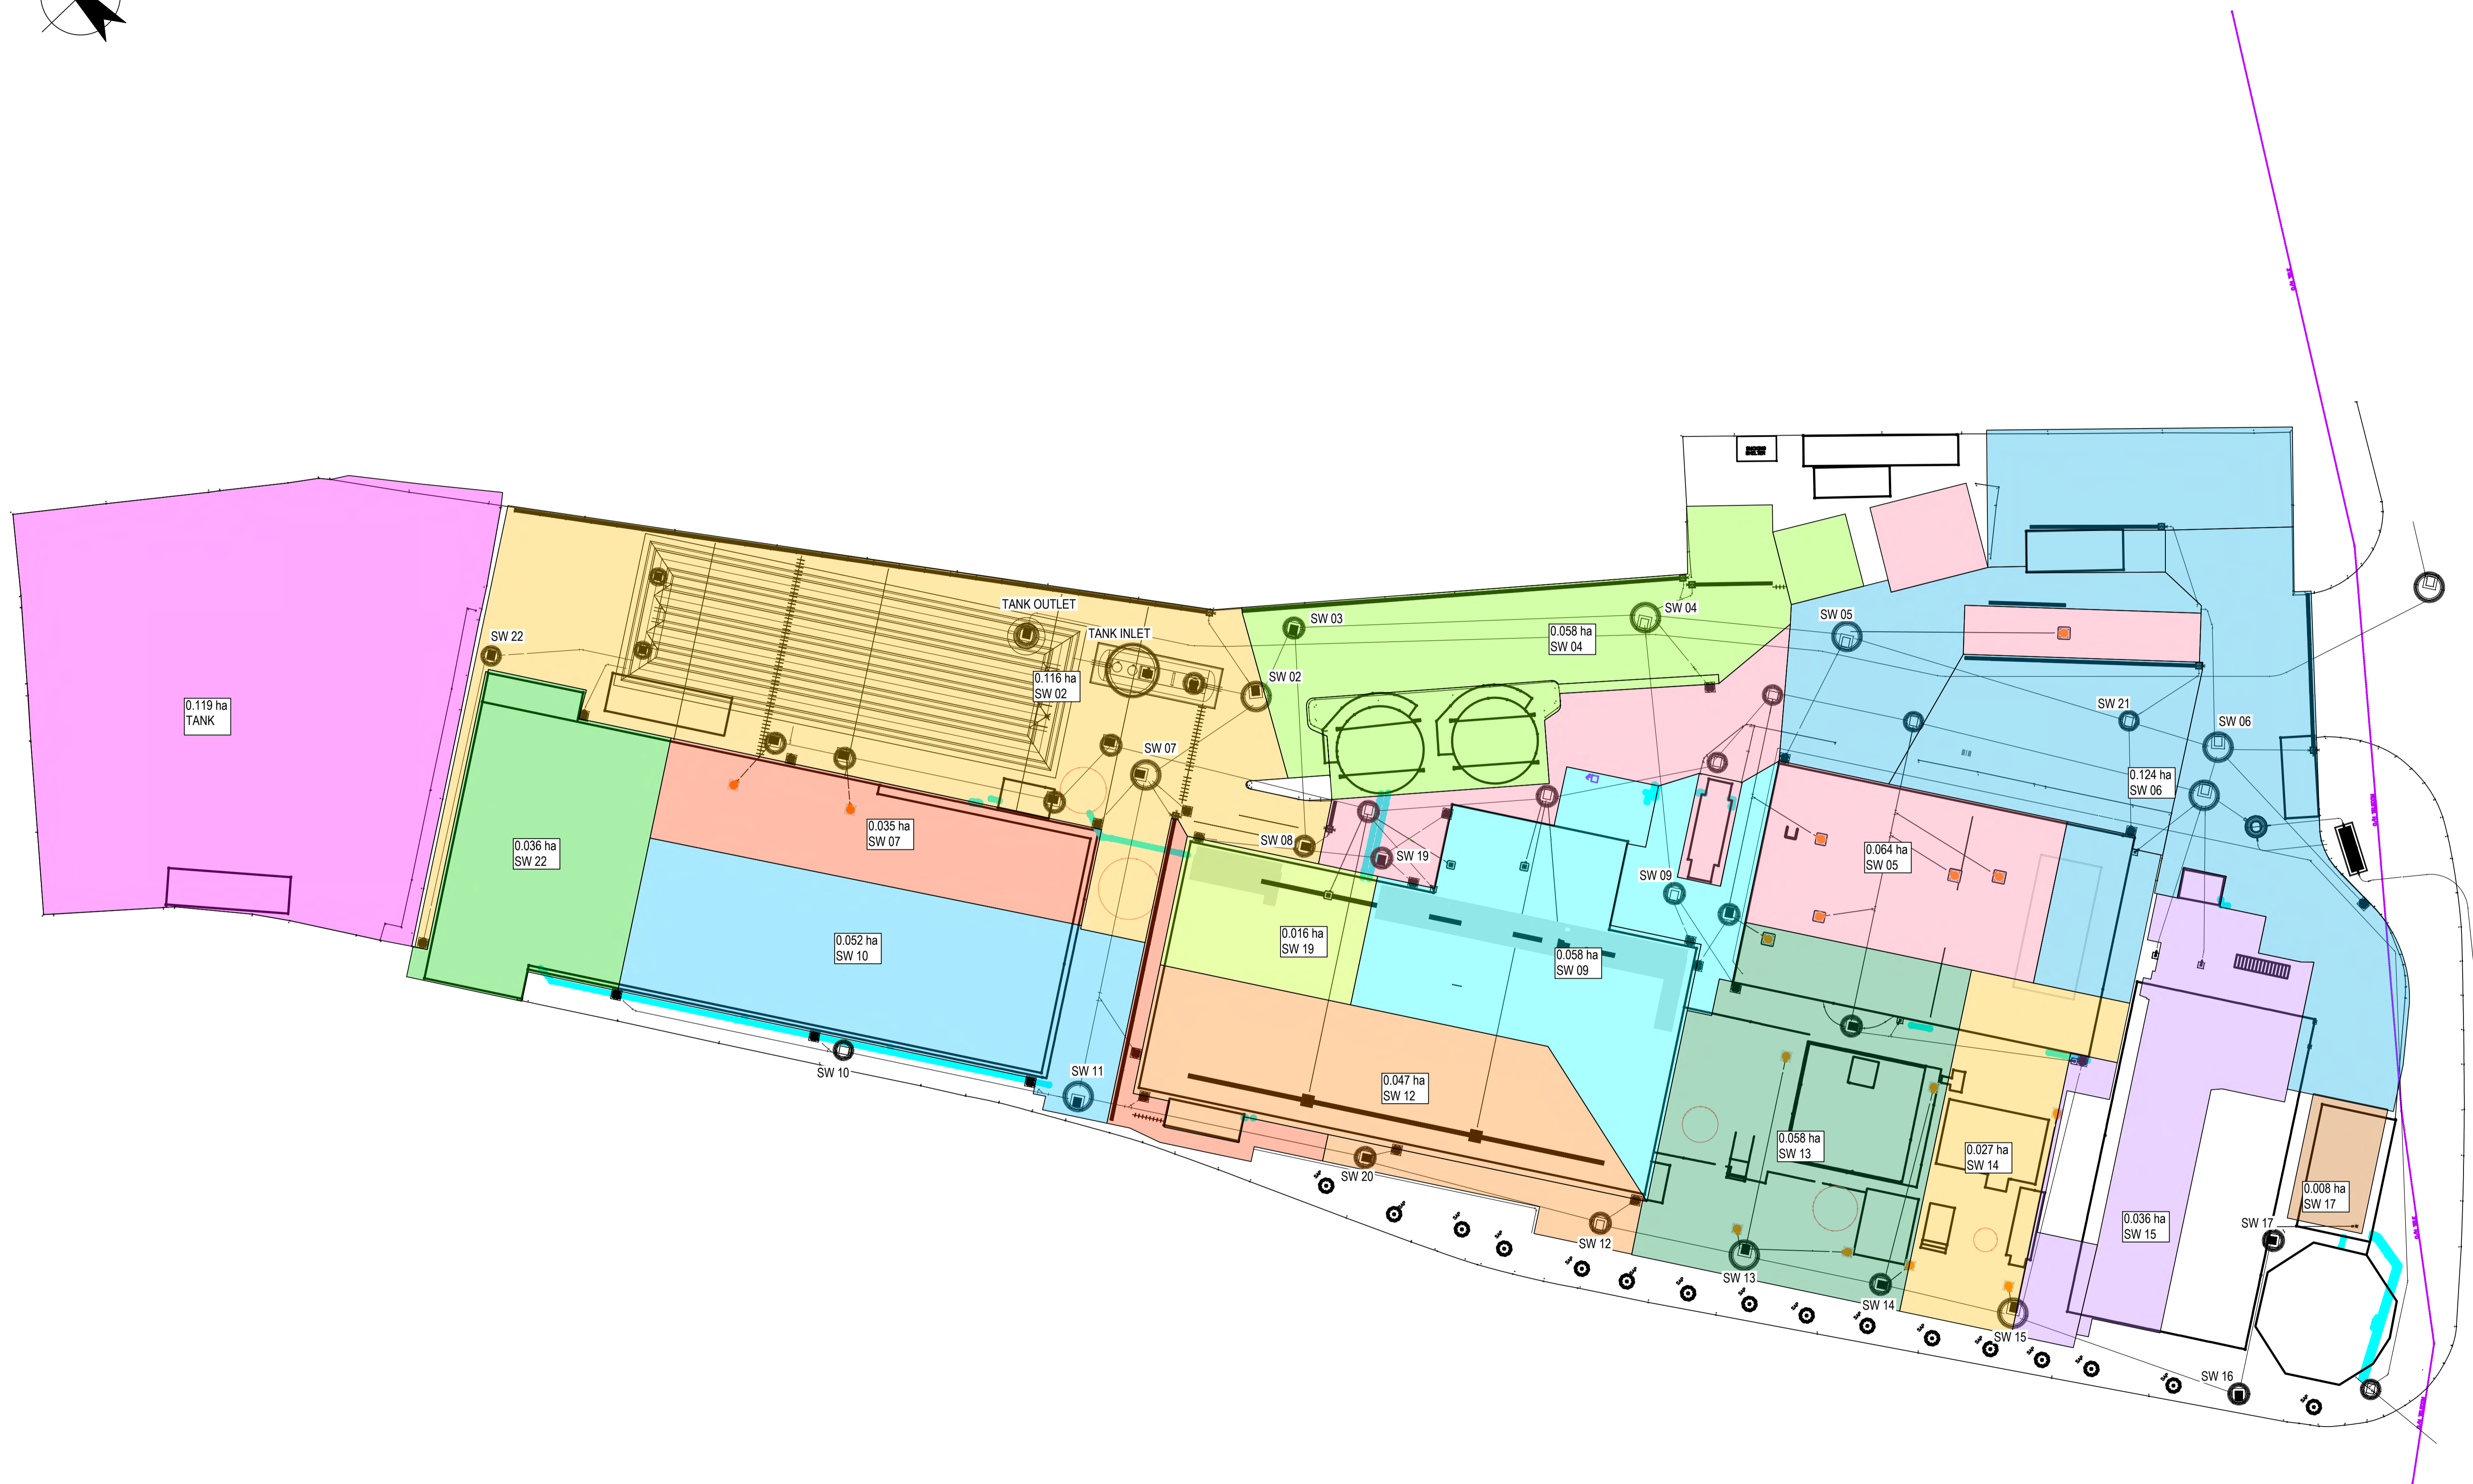 SW 03
SW 04
TANK OUTLET
SW 05
0.058 ha
SW 04
TANK INLET
SW 22
SW 02
0.116 ha
SW 02
SW 21
0.119 ha
TANK
SW 06
SW 07
0.124 ha
SW 06
0.035 ha
SW 07
SW 08
0.036 ha
SW 22
SW 19
0.064 ha
SW 05
SW 09
0.052 ha
SW 10
0.016 ha
SW 19
0.058 ha
SW 09
SW 10
SW 11
0.047 ha
SW 12
0.058 ha
SW 13
0.027 ha
SW 14
SW 20
0.008 ha
SW 17
0.036 ha
SW 15
SW 17
SW 12
SW 13
SW 14
SW 15
SW 16